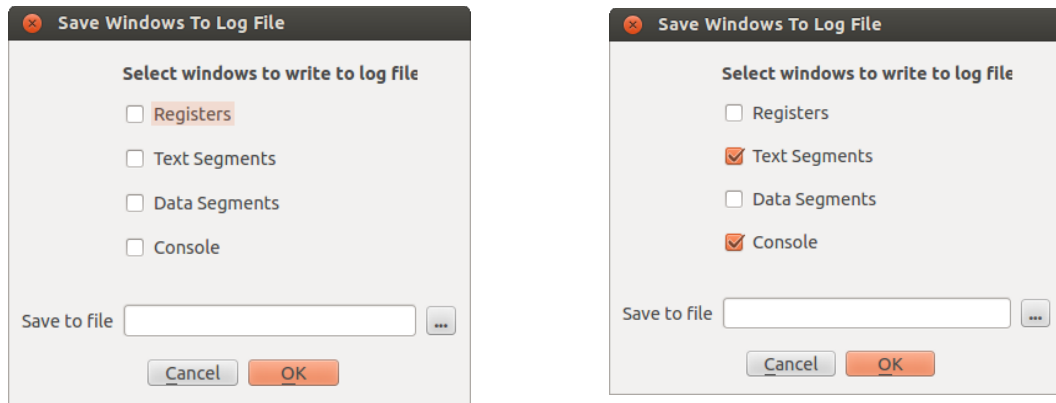 Save Windows To Log File
Select windows to write to log file
Registers
Text Segments
Data Segments
Console
Save to file
...
Cancel OK
Save Windows To Log File
Select windows to write to log file
Registers
Text Segments
Data Segments
Console
Save to file
...
Cancel OK